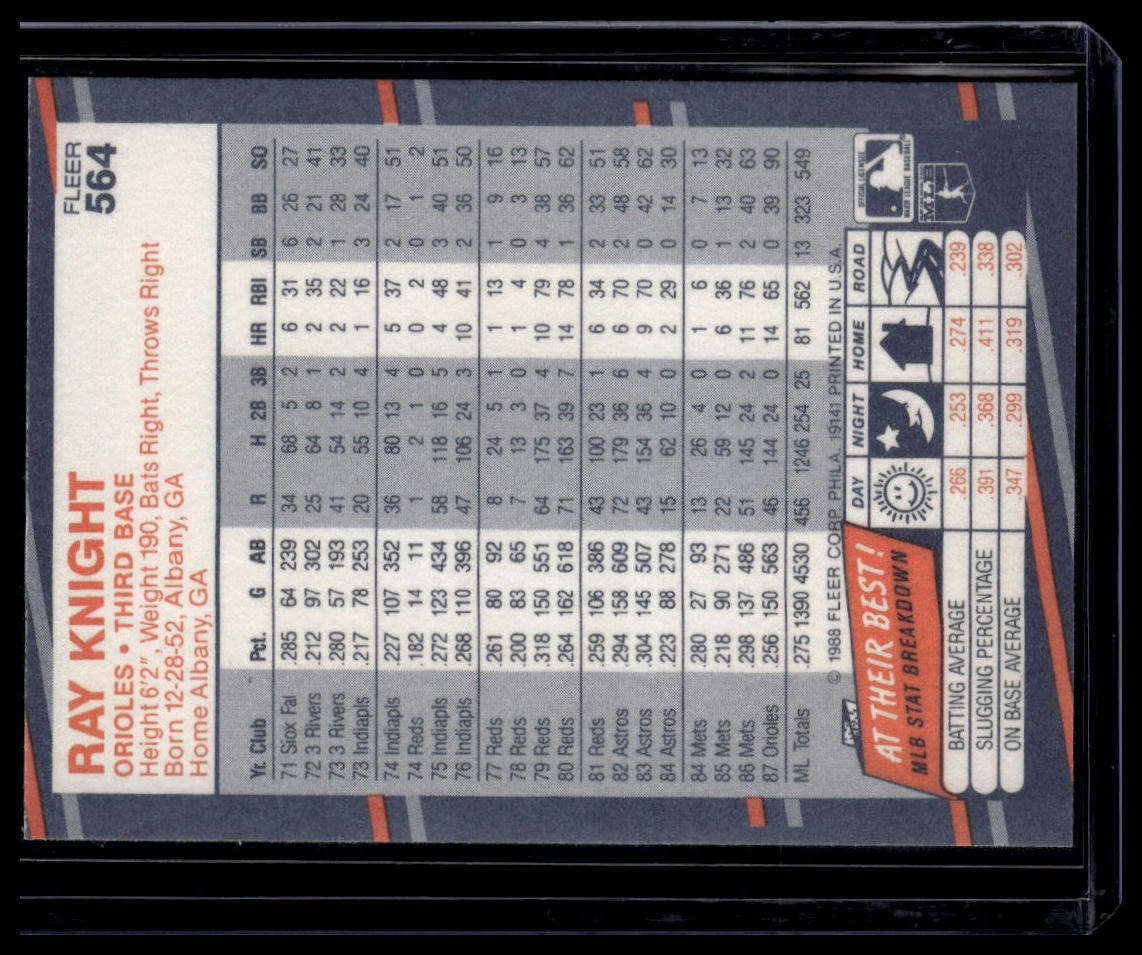 FLEER
564
RAY KNIGHT
ORIOLES • THIRD BASE
Height 6'2", Weight 190, Bats Right, Throws Right
Born 12-28-52, Albany, GA
Home Albany, GA
Yr. Club Pct. G AB R H 2B 3B HR RBI SB BB SO
71 Siox Fal .285 64 239 34 68 5 2 6 31 6 26 27
72 3 Rivers .212 97 302 25 64 8 1 2 35 2 21 41
73 3 Rivers .280 57 193 41 54 14 2 2 22 1 28 33
73 Indiapls .217 78 253 20 55 10 4 1 16 3 24 40
74 Indiapls .227 107 352 36 80 13 4 5 37 2 17 51
74 Reds .182 14 11 1 2 1 0 0 2 0 1 2
75 Indiapls .272 123 434 58 118 16 5 4 48 3 40 51
76 Indiapls .268 110 396 47 106 24 3 10 41 2 36 50
77 Reds .261 80 92 8 24 5 1 1 13 1 9 16
78 Reds .200 83 65 7 13 3 0 1 4 0 3 13
79 Reds .318 150 551 64 175 37 4 10 79 4 38 57
80 Reds .264 162 618 71 163 39 7 14 78 1 36 62
81 Reds .259 106 386 43 100 23 1 6 34 2 33 51
82 Astros .294 158 609 72 179 36 6 6 70 2 48 58
83 Astros .304 145 507 43 154 36 4 9 70 0 42 62
84 Astros .223 88 278 15 62 10 0 2 29 0 14 30
84 Mets .280 27 93 13 26 4 0 1 6 0 7 13
85 Mets .218 90 271 22 59 12 0 6 36 1 13 32
86 Mets .298 137 486 51 145 24 2 11 76 2 40 63
87 Orioles .256 150 563 46 144 24 0 14 65 0 39 90
ML Totals .275 1390 4530 456 1246 254 25 81 562 13 323 549
© 1988 FLEER CORP. PHILA. 19141 PRINTED IN U.S.A.
AT THEIR BEST!
MLB STAT BREAKDOWN
DAY NIGHT HOME ROAD
BATTING AVERAGE .266 .253 .274 .239
SLUGGING PERCENTAGE .391 .368 .411 .338
ON BASE AVERAGE .347 .299 .319 .302
OFFICIAL LICENSEE
MAJOR LEAGUE BASEBALL